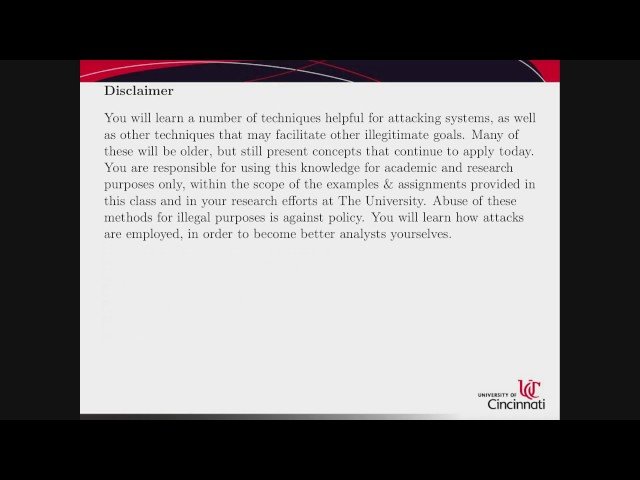 Disclaimer
You will learn a number of techniques helpful for attacking systems, as well
as other techniques that may facilitate other illegitimate goals. Many of
these will be older, but still present concepts that continue to apply today.
You are responsible for using this knowledge for academic and research
purposes only, within the scope of the examples & assignments provided in
this class and in your research efforts at The University. Abuse of these
methods for illegal purposes is against policy. You will learn how attacks
are employed, in order to become better analysts yourselves.
UC
UNIVERSITY OF
Cincinnati